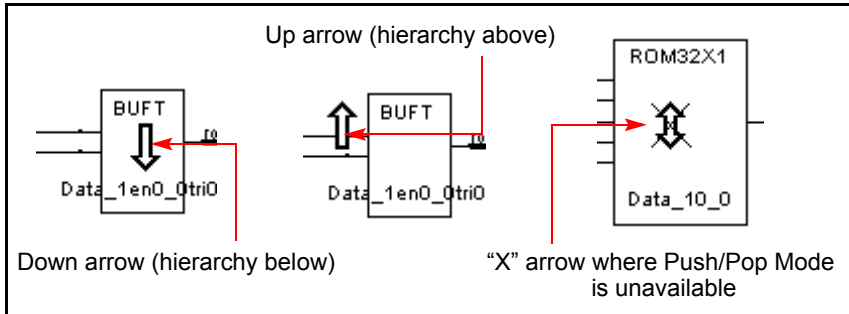 Up arrow (hierarchy above)
BUFT
Data_1en0_0tri0
BUFT
Data_1en0_0tri0
ROM32X1
Data_10_0
Down arrow (hierarchy below)
“X” arrow where Push/Pop Mode
is unavailable